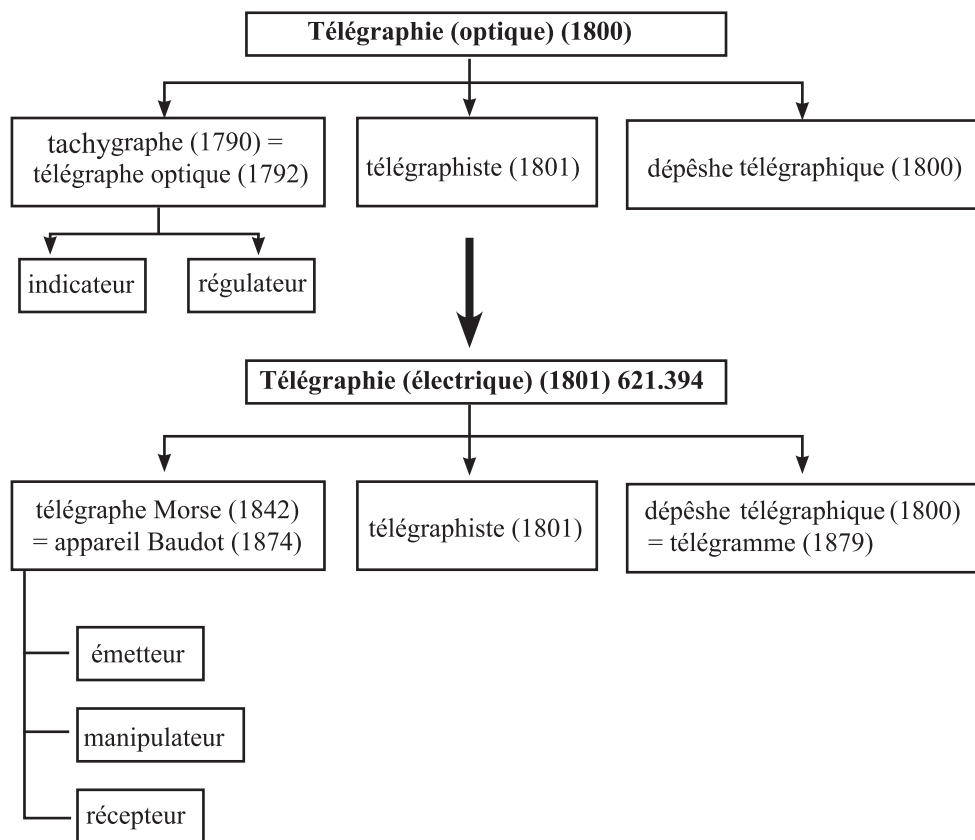 Télégraphie (optique) (1800)
tachygraphe (1790) =
télégraphe optique (1792)
télégraphiste (1801)
dépêshe télégraphique (1800)
indicateur
régulateur
Télégraphie (électrique) (1801) 621.394
télégraphe Morse (1842)
= appareil Baudot (1874)
télégraphiste (1801)
dépêshe télégraphique (1800)
= télégramme (1879)
émetteur
manipulateur
récepteur